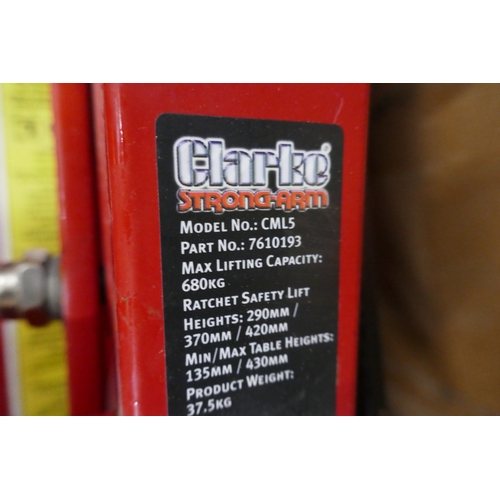 Clarke®
STRONG-ARM
MODEL NO.: CML5
PART NO.: 7610193
MAX LIFTING CAPACITY:
680KG
RATCHET SAFETY LIFT
HEIGHTS: 290MM /
370MM / 420MM
MIN/MAX TABLE HEIGHTS:
135MM / 430MM
PRODUCT WEIGHT:
37.5KG